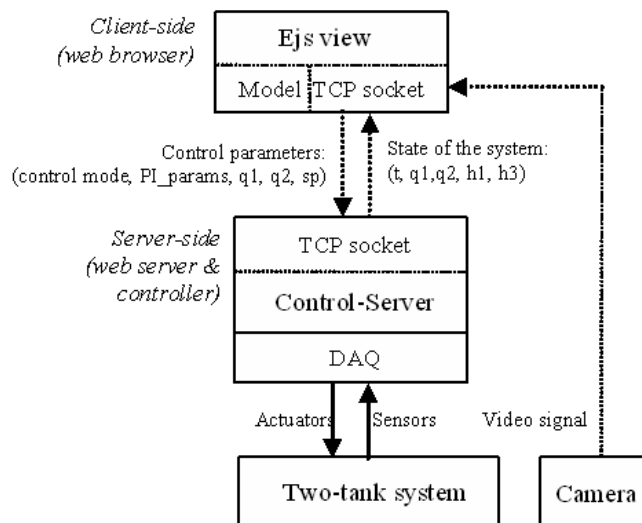 Client-side
(web browser)
Ejs view
Model TCP socket
Control parameters:
(control mode, PI_params, q1, q2, sp)
State of the system:
(t, q1,q2, h1, h3)
Server-side
(web server &
controller)
TCP socket
Control-Server
DAQ
Actuators Sensors Video signal
Two-tank system
Camera